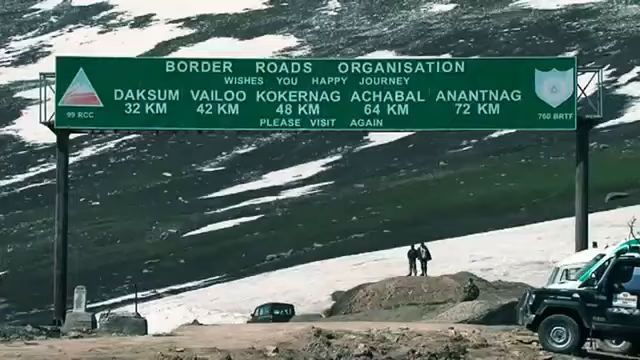 BORDER ROADS ORGANISATION
WISHES YOU HAPPY JOURNEY
DAKSUM VAILOO KOKERNAG ACHABAL ANANTNAG
32 KM 42 KM 48 KM 64 KM 72 KM
99 RCC
760 BRTF
PLEASE VISIT AGAIN